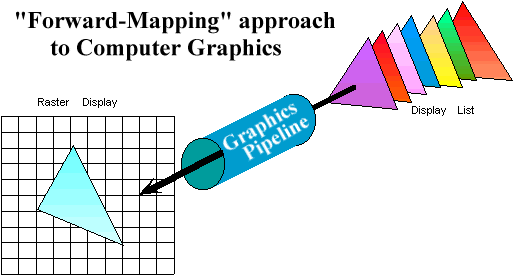 "Forward-Mapping" approach
to Computer Graphics
Raster Display
Display List
Graphics
Pipeline